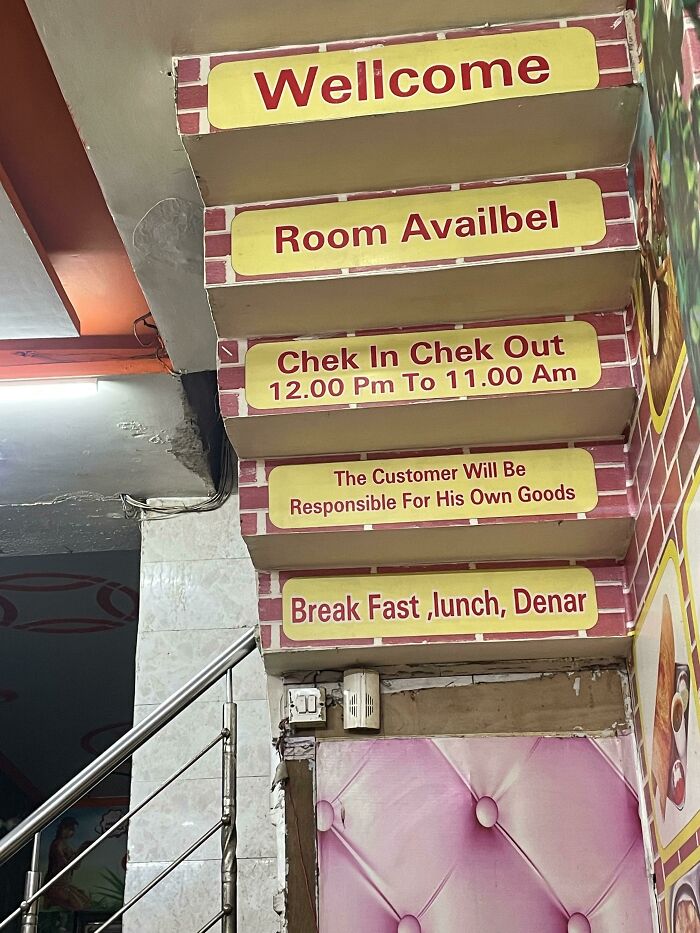 Wellcome
Room Availbel
Chek In Chek Out
12.00 Pm To 11.00 Am
The Customer Will Be
Responsible For His Own Goods
Break Fast ,lunch, Denar